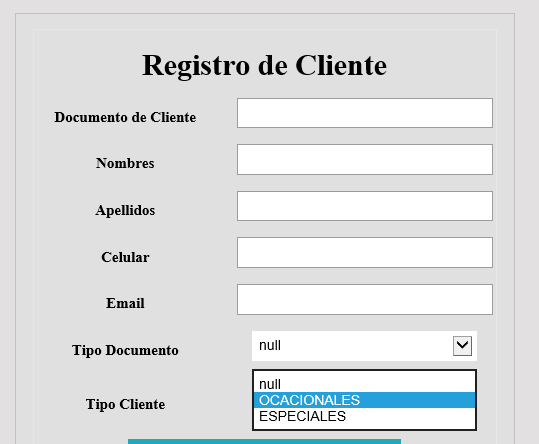 Registro de Cliente
Documento de Cliente
Nombres
Apellidos
Celular
Email
Tipo Documento null
Tipo Cliente
null
OCACIONALES
ESPECIALES